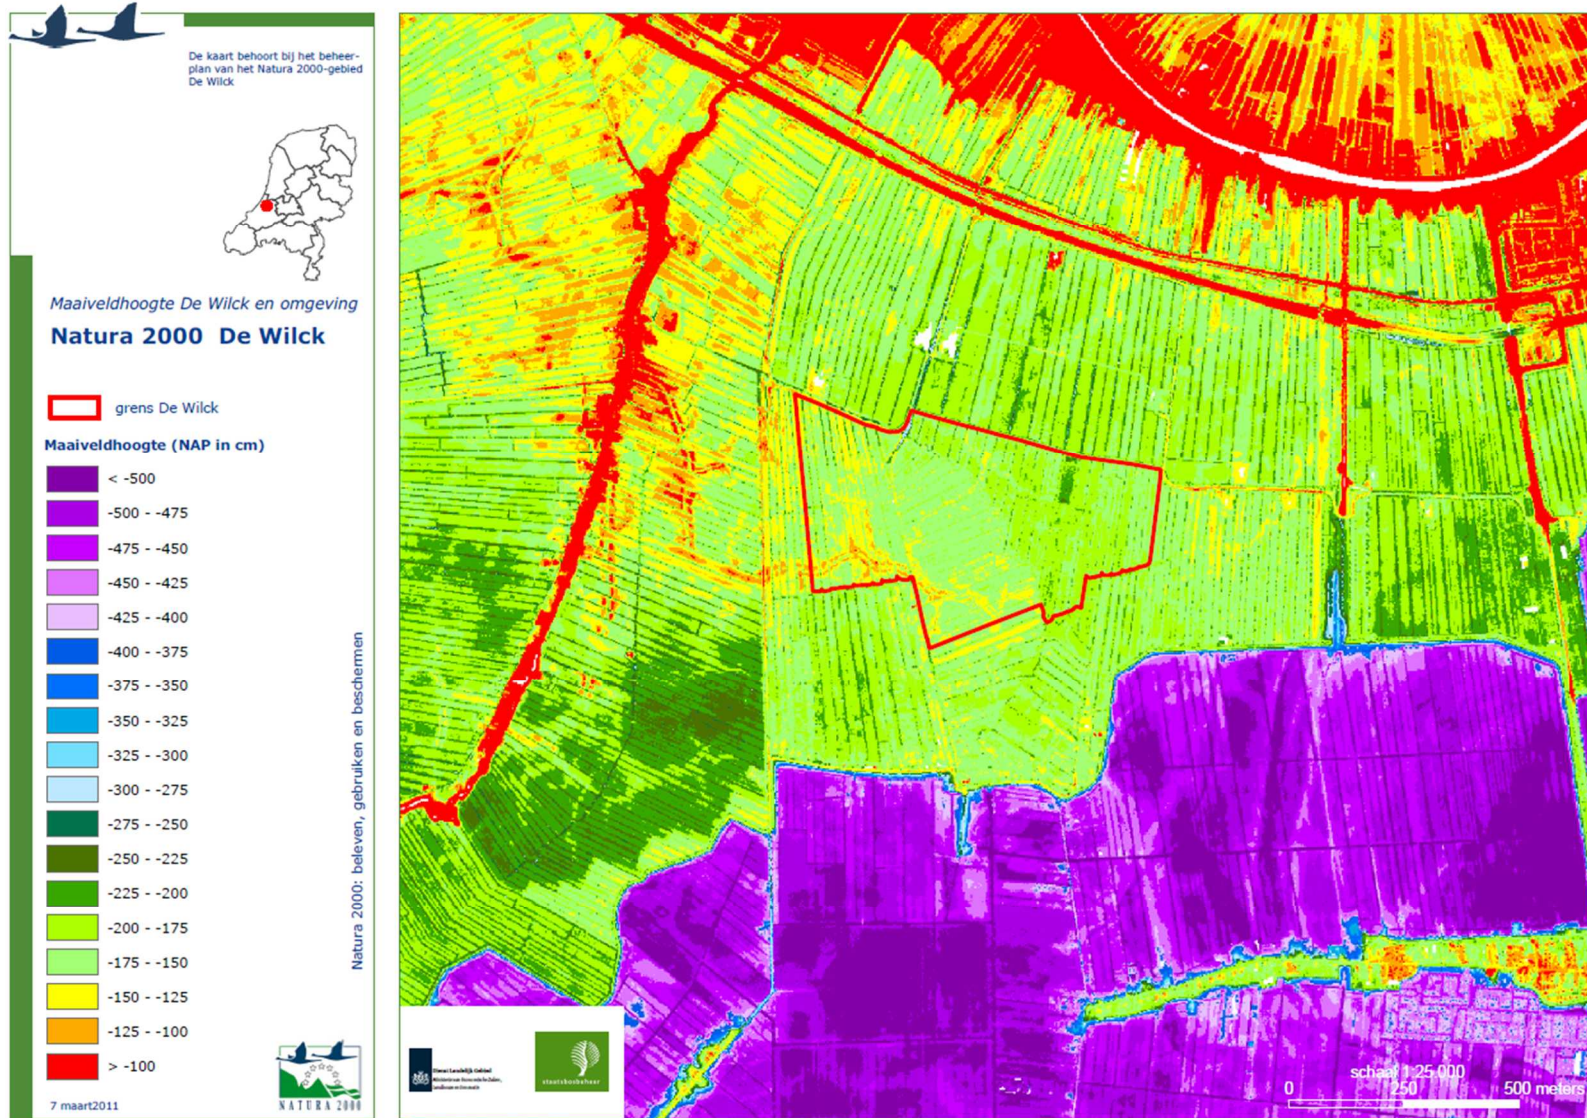 De kaart behoort bij het beheer-
plan van het Natura 2000-gebied
De Wilck
Maaiveldhoogte De Wilck en omgeving
Natura 2000 De Wilck
grens De Wilck
Maaiveldhoogte (NAP in cm)
< -500
-500 - -475
-475 - -450
-450 - -425
-425 - -400
-400 - -375
-375 - -350
-350 - -325
-325 - -300
-300 - -275
-275 - -250
-250 - -225
-225 - -200
-200 - -175
-175 - -150
-150 - -125
-125 - -100
> -100
7 maart2011
NATURA 2000
Natura 2000: beleven, gebruiken en beschermen
Dienst Landelijk Gebied
staatsbosbeheer
schaal 1:25.000
0 250 500 meters